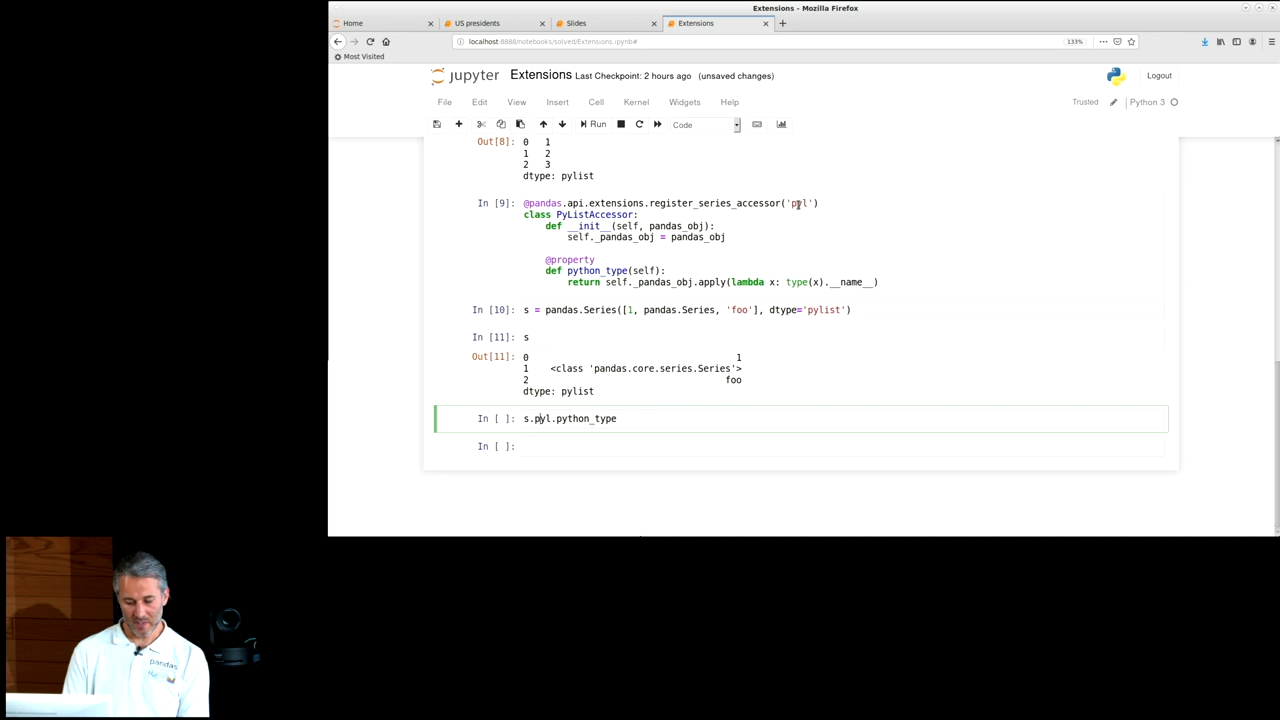 Extensions - Mozilla Firefox
Home
US presidents
Slides
Extensions
localhost:8888/notebooks/solved/Extensions.ipynb#
133%
Most Visited
jupyter Extensions Last Checkpoint: 2 hours ago (unsaved changes)
Logout
File Edit View Insert Cell Kernel Widgets Help
Trusted
Python 3
Run
Code
Out[8]: 0 1
1 2
2 3
dtype: pylist
In [9]: @pandas.api.extensions.register_series_accessor('pyl')
class PyListAccessor:
def __init__(self, pandas_obj):
self._pandas_obj = pandas_obj
@property
def python_type(self):
return self._pandas_obj.apply(lambda x: type(x).__name__)
In [10]: s = pandas.Series([1, pandas.Series, 'foo'], dtype='pylist')
In [11]: s
Out[11]: 0 1
1 <class 'pandas.core.series.Series'>
2 foo
dtype: pylist
In [ ]: s.pyl.python_type
In [ ]:
pandas